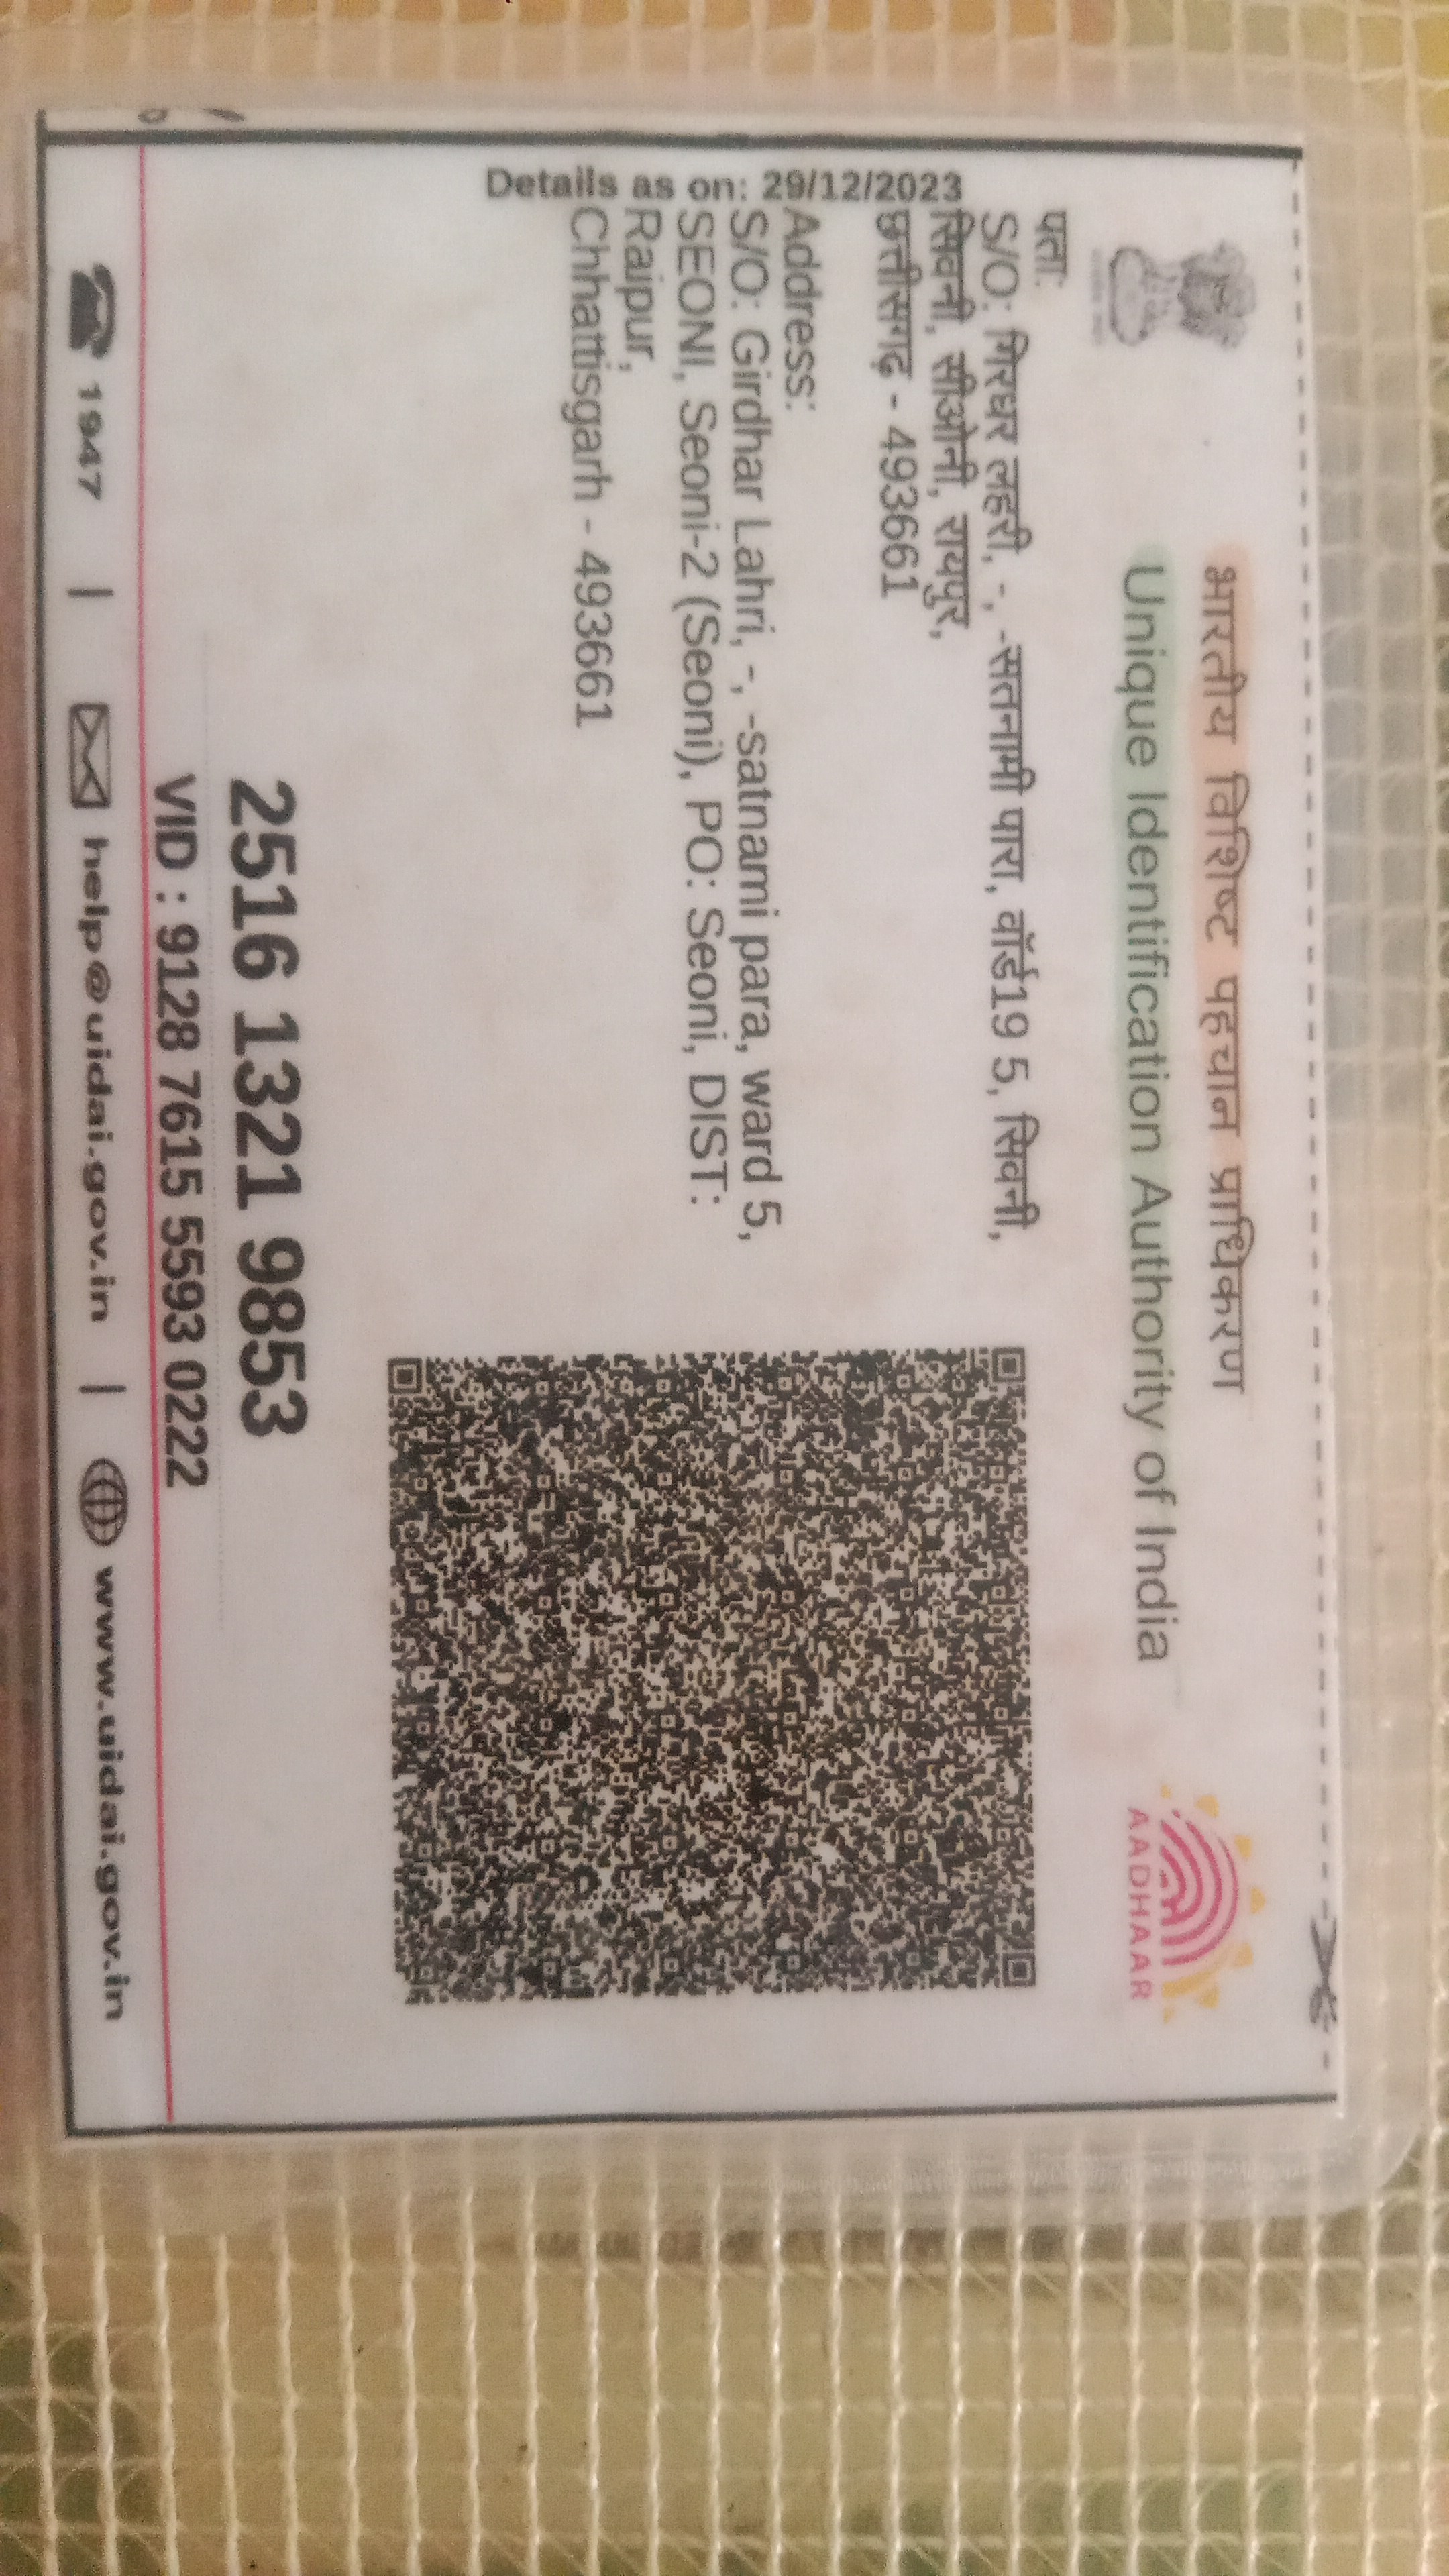 भारतीय विशिष्ट पहचान प्राधिकरण
Unique Identification Authority of India
AADHAAR
Details as on: 29/12/2023
पता:
S/O: गिरधर लहरी, -, -सतनामी पारा, वॉर्ड19 5, सिवनी,
सिवनी, सीओनी, रायपुर,
छत्तीसगढ़ - 493661
Address:
S/O: Girdhar Lahri, -, -satnami para, ward 5,
SEONI, Seoni-2 (Seoni), PO: Seoni, DIST:
Raipur,
Chhattisgarh - 493661
2516 1321 9853
VID : 9128 7615 5593 0222
1947 | help@uidai.gov.in | www.uidai.gov.in